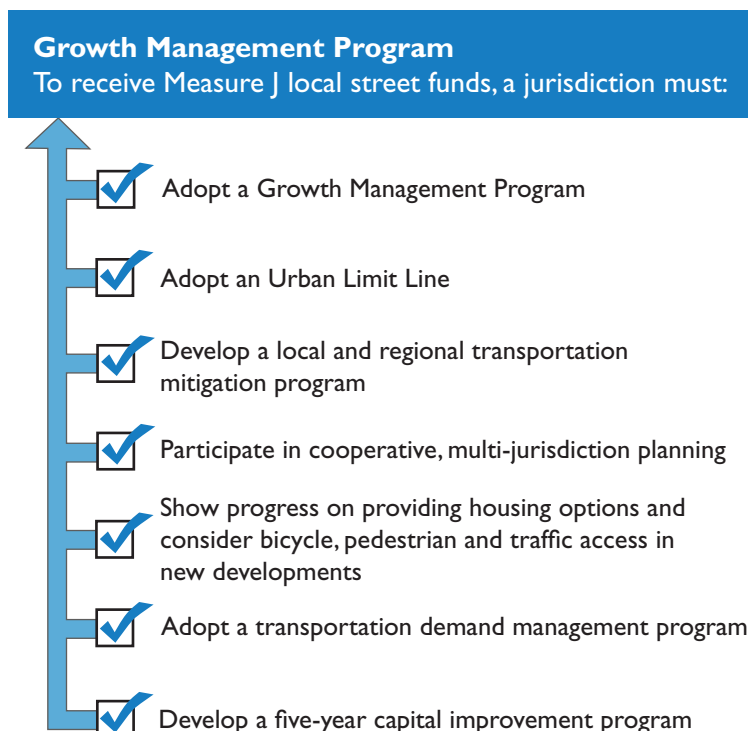 Growth Management Program
To receive Measure J local street funds, a jurisdiction must:
Adopt a Growth Management Program
Adopt an Urban Limit Line
Develop a local and regional transportation
mitigation program
Participate in cooperative, multi-jurisdiction planning
Show progress on providing housing options and
consider bicycle, pedestrian and traffic access in
new developments
Adopt a transportation demand management program
Develop a five-year capital improvement program